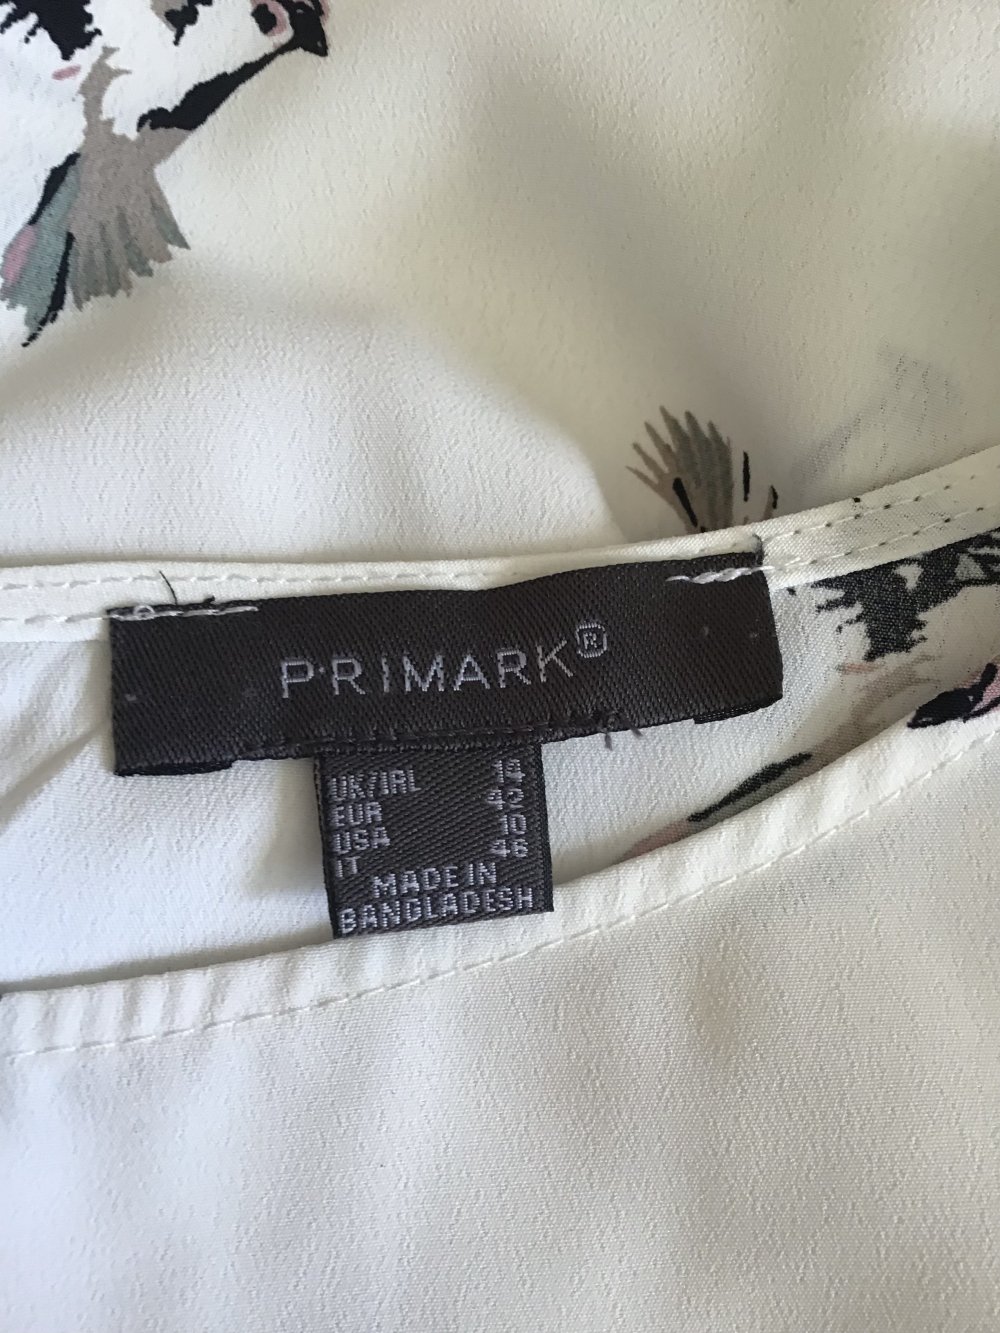 PRIMARK®
UK/IRL 14
EUR 42
USA 10
IT 46
MADE IN
BANGLADESH